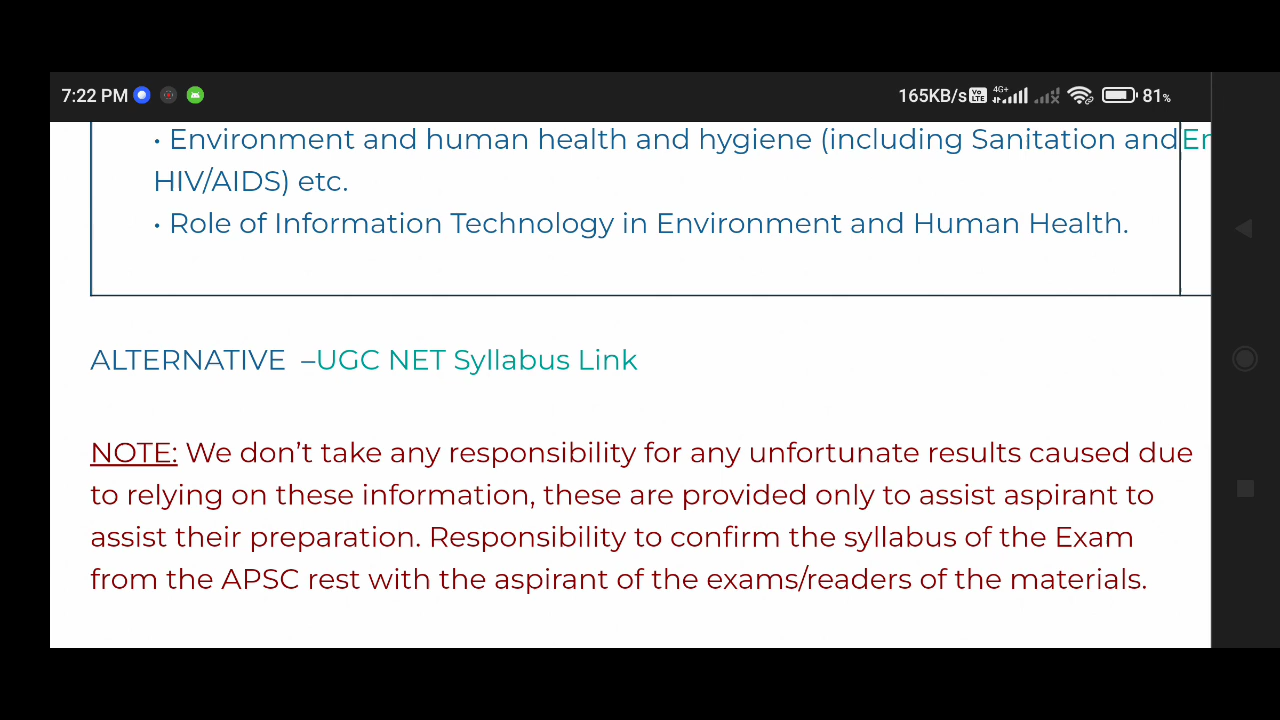 7:22 PM 165KB/s Vo LTE 4G+ 81%
• Environment and human health and hygiene (including Sanitation and Er
HIV/AIDS) etc.
• Role of Information Technology in Environment and Human Health.
ALTERNATIVE –UGC NET Syllabus Link
NOTE: We don’t take any responsibility for any unfortunate results caused due
to relying on these information, these are provided only to assist aspirant to
assist their preparation. Responsibility to confirm the syllabus of the Exam
from the APSC rest with the aspirant of the exams/readers of the materials.